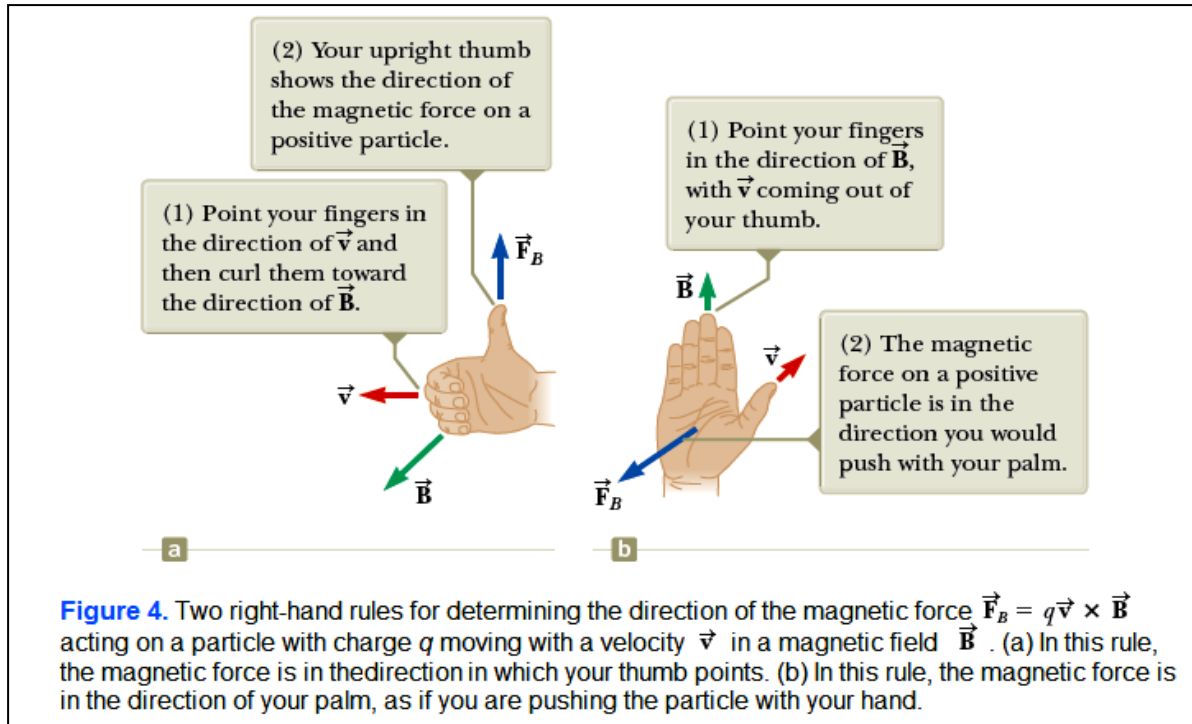 (2) Your upright thumb
shows the direction of
the magnetic force on a
positive particle.
(1) Point your fingers in
the direction of v⃗ and
then curl them toward
the direction of B⃗.
F⃗_B
v⃗
B⃗
a
(1) Point your fingers
in the direction of B⃗,
with v⃗ coming out of
your thumb.
B⃗
v⃗
(2) The magnetic
force on a positive
particle is in the
direction you would
push with your palm.
F⃗_B
b
Figure 4. Two right-hand rules for determining the direction of the magnetic force F⃗_B = qv⃗ × B⃗
acting on a particle with charge q moving with a velocity v⃗ in a magnetic field B⃗ . (a) In this rule,
the magnetic force is in thedirection in which your thumb points. (b) In this rule, the magnetic force is
in the direction of your palm, as if you are pushing the particle with your hand.